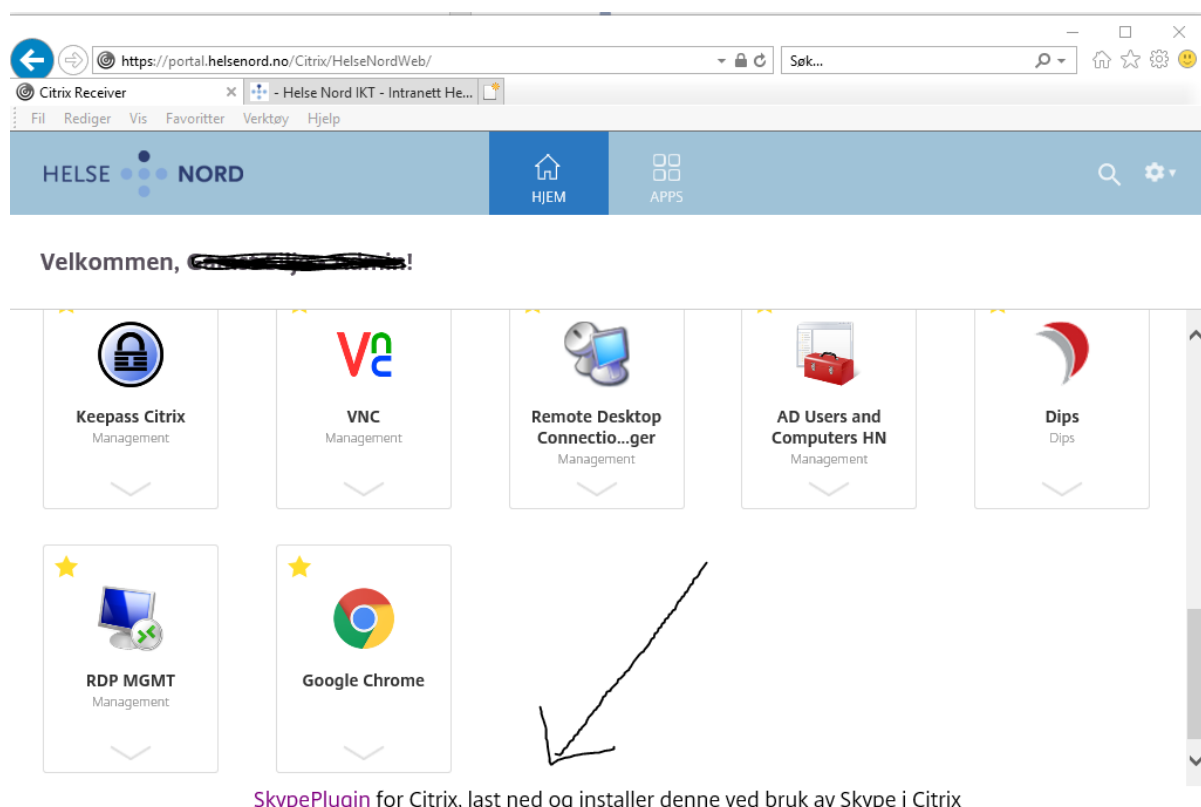 https://portal.helsenord.no/Citrix/HelseNordWeb/
Søk...
Citrix Receiver
- Helse Nord IKT - Intranett He...
Fil Rediger Vis Favoritter Verktøy Hjelp
HELSE NORD
HJEM
APPS
Velkommen, !
Keepass Citrix
Management
VNC
Management
Remote Desktop
Connectio...ger
Management
AD Users and
Computers HN
Management
Dips
Dips
RDP MGMT
Management
Google Chrome
SkypePlugin for Citrix, last ned og installer denne ved bruk av Skype i Citrix